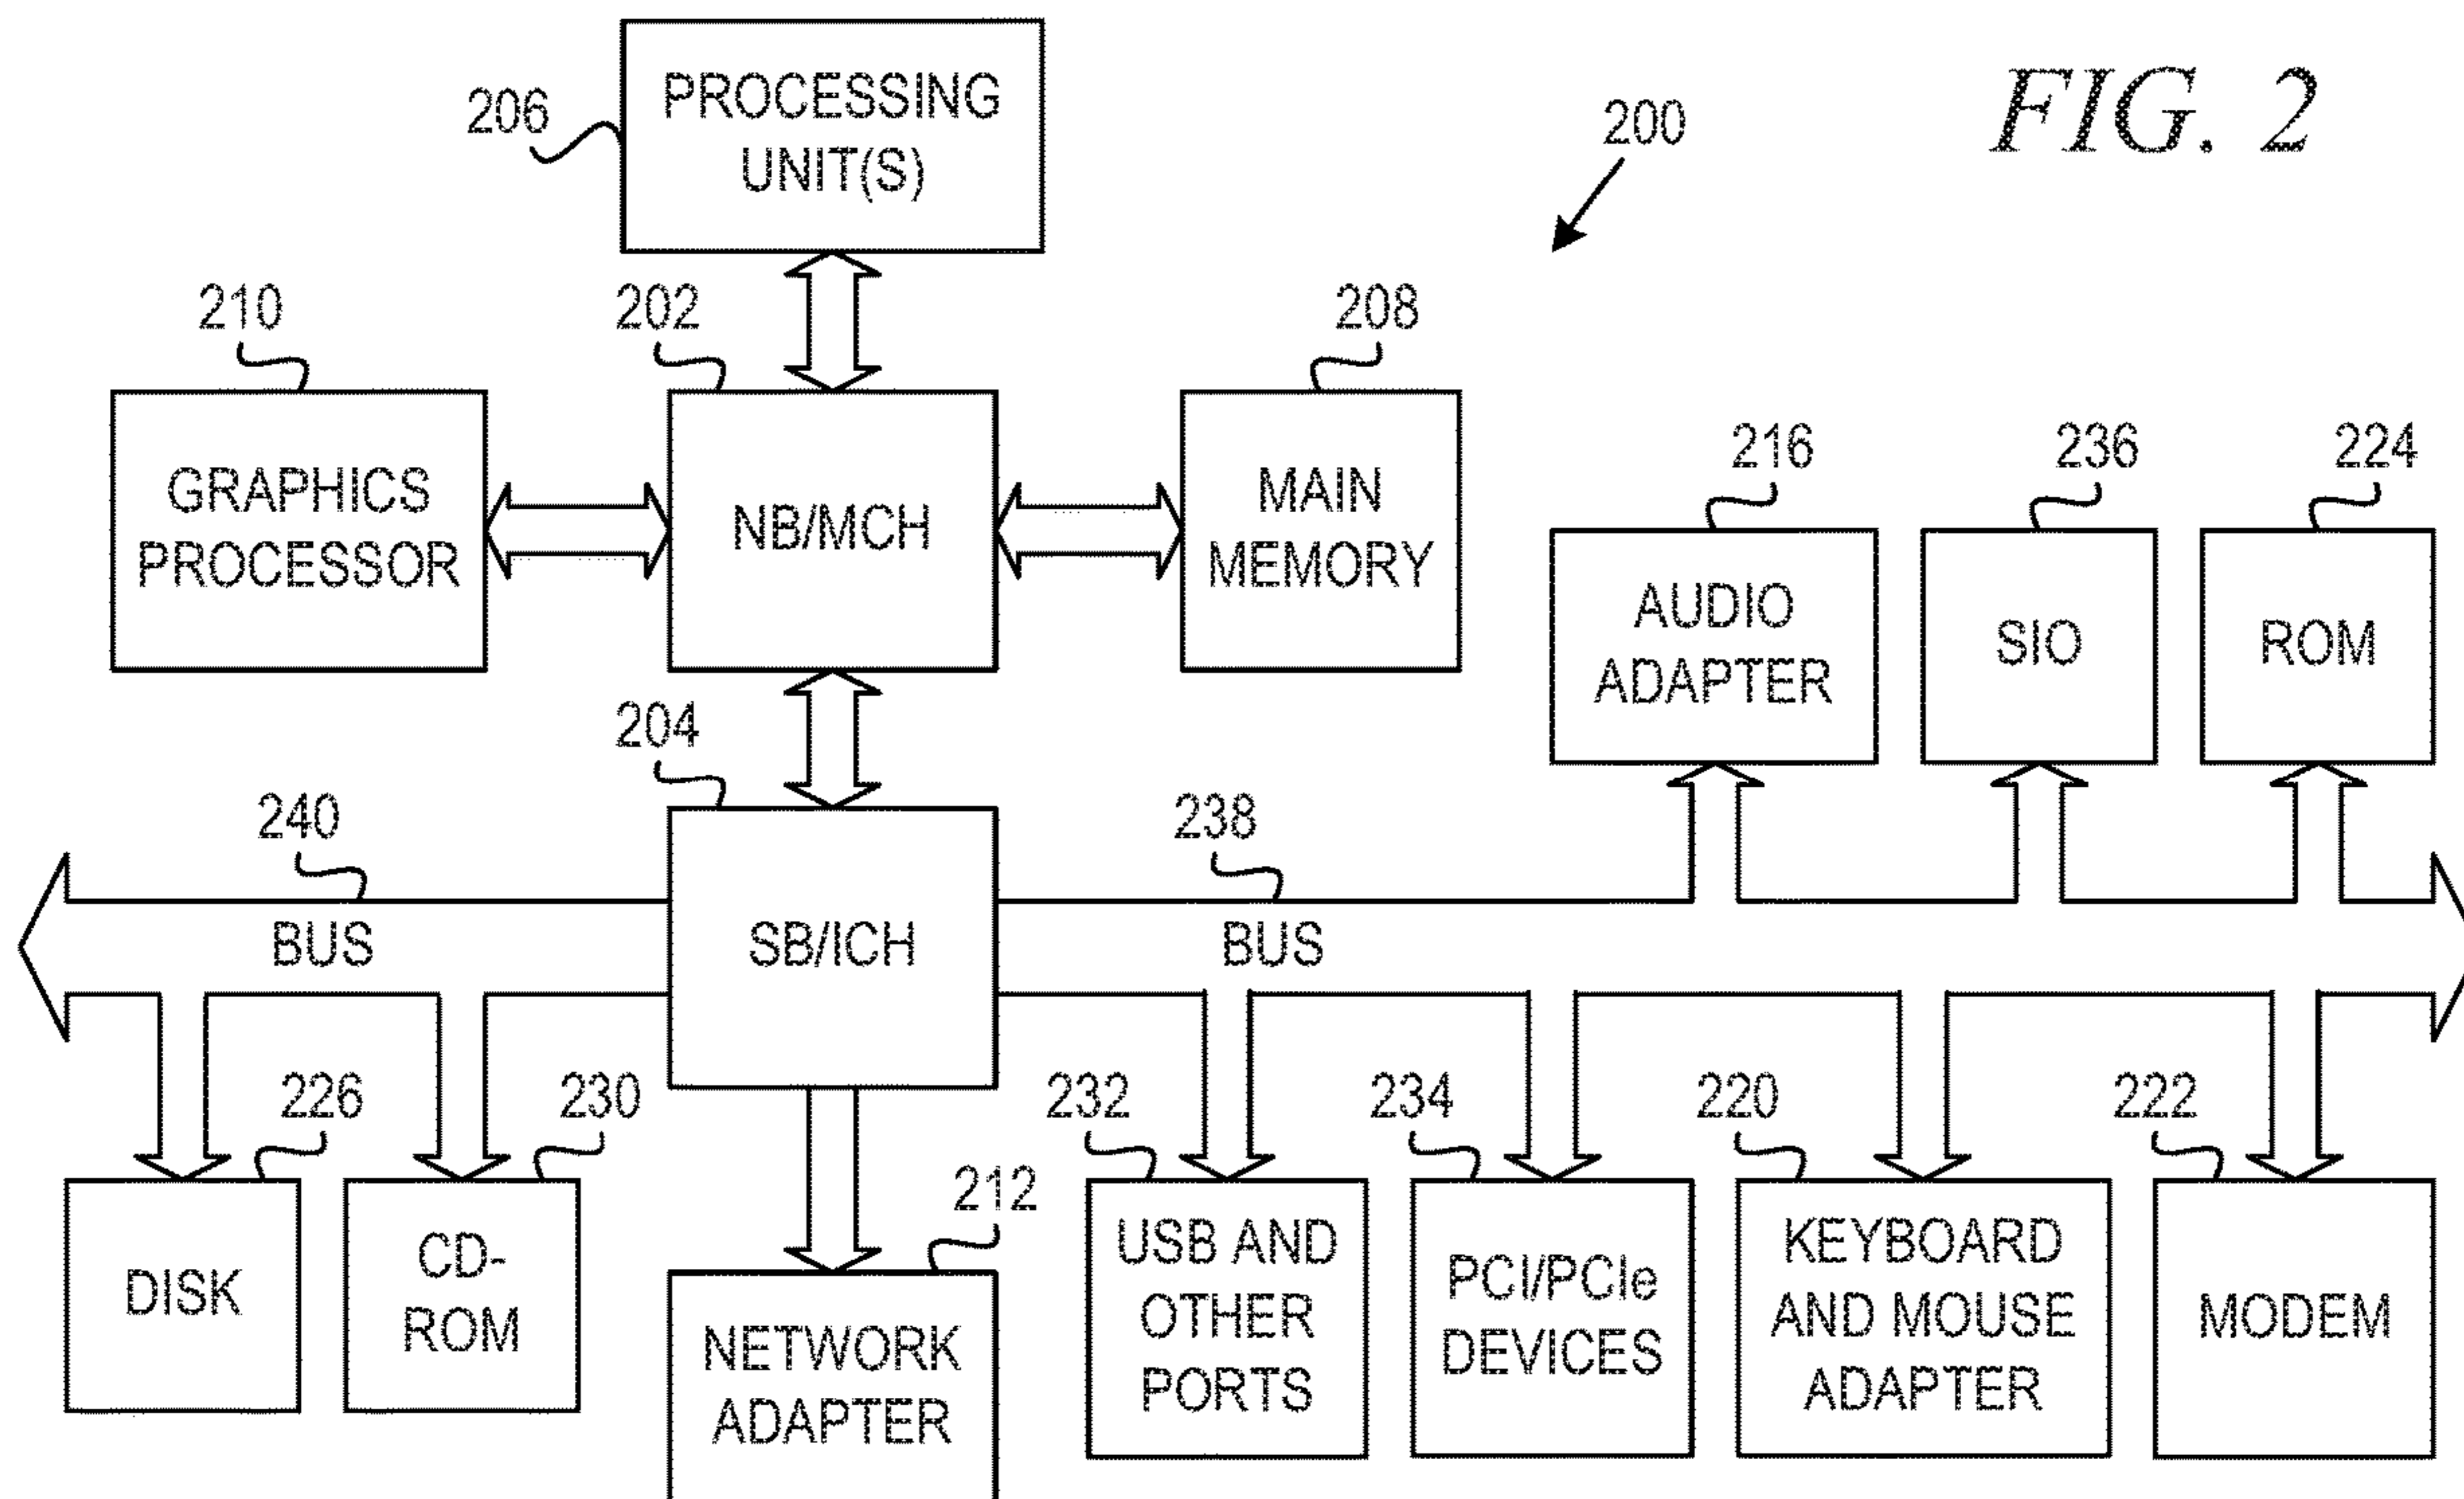 FIG. 2
200
206
PROCESSING
UNIT(S)
210
202
208
GRAPHICS
PROCESSOR
NB/MCH
MAIN
MEMORY
216
236
224
AUDIO
ADAPTER
SIO
ROM
204
240
238
BUS
SB/ICH
BUS
226
230
212
232
234
220
222
DISK
CD-
ROM
NETWORK
ADAPTER
USB AND
OTHER
PORTS
PCI/PCIe
DEVICES
KEYBOARD
AND MOUSE
ADAPTER
MODEM